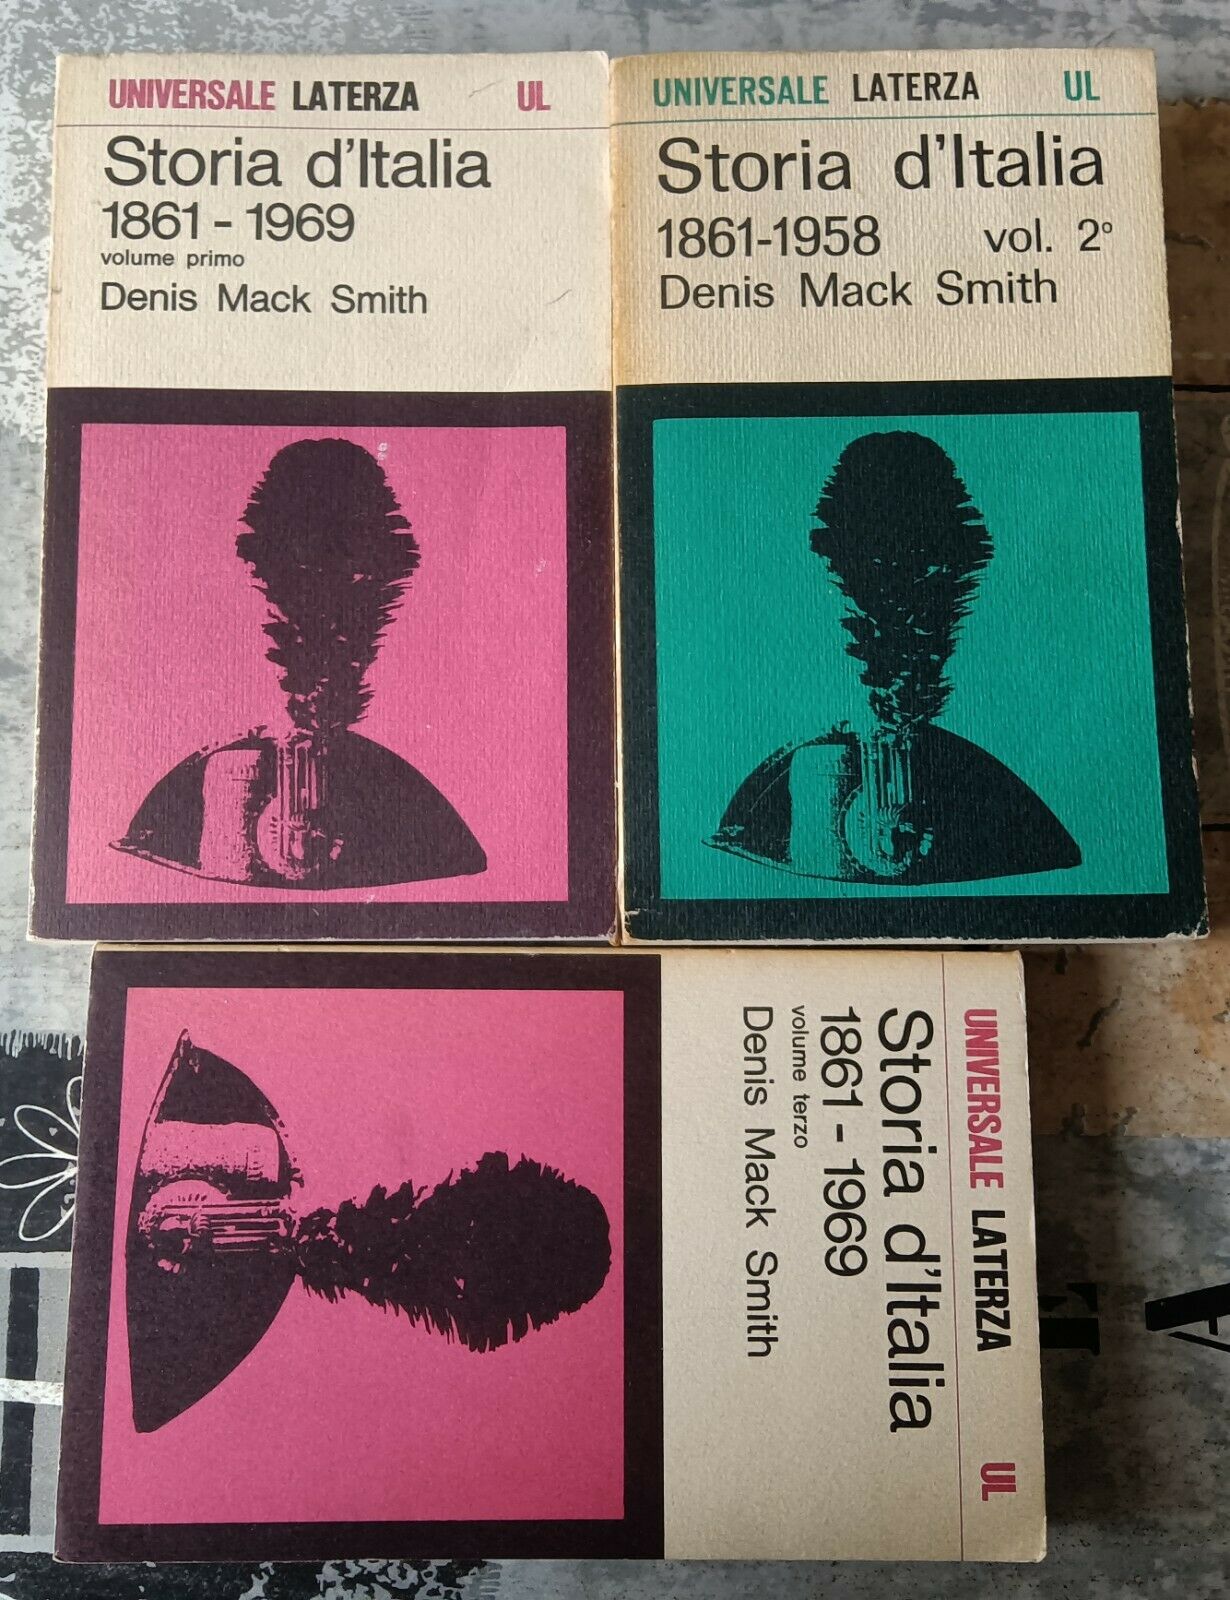 UNIVERSALE LATERZA UL
Storia d'Italia
1861 - 1969
volume primo
Denis Mack Smith
UNIVERSALE LATERZA UL
Storia d'Italia
1861-1958 vol. 2º
Denis Mack Smith
UNIVERSALE LATERZA UL
Storia d'Italia
1861 - 1969
volume terzo
Denis Mack Smith